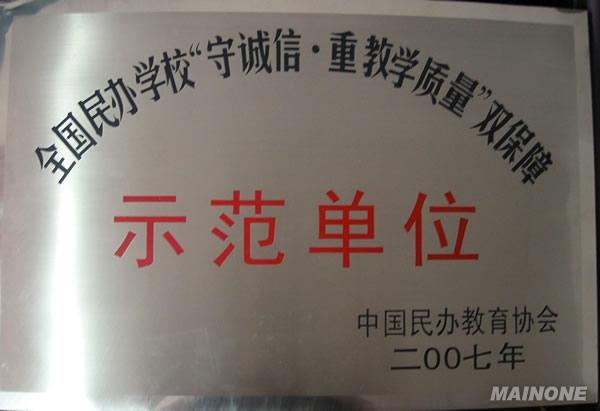 全国民办学校“守诚信·重教学质量”双保障
示范单位
中国民办教育协会
二00七年
MAINONE